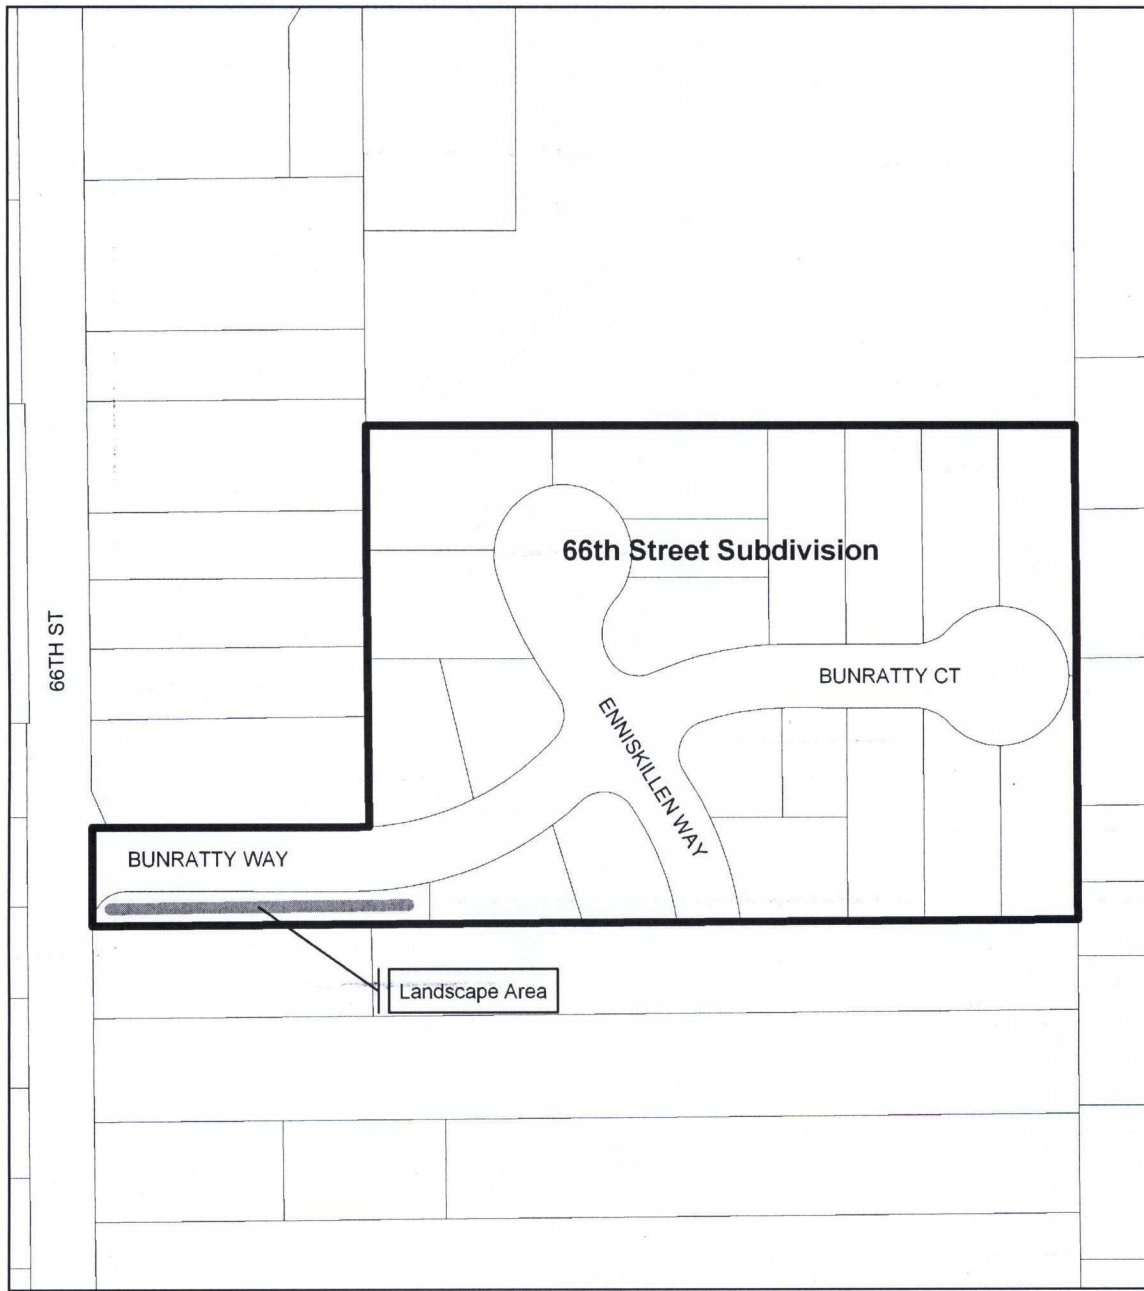 66th Street Subdivision
66TH ST
BUNRATTY CT
ENNISKILLEN WAY
BUNRATTY WAY
Landscape Area